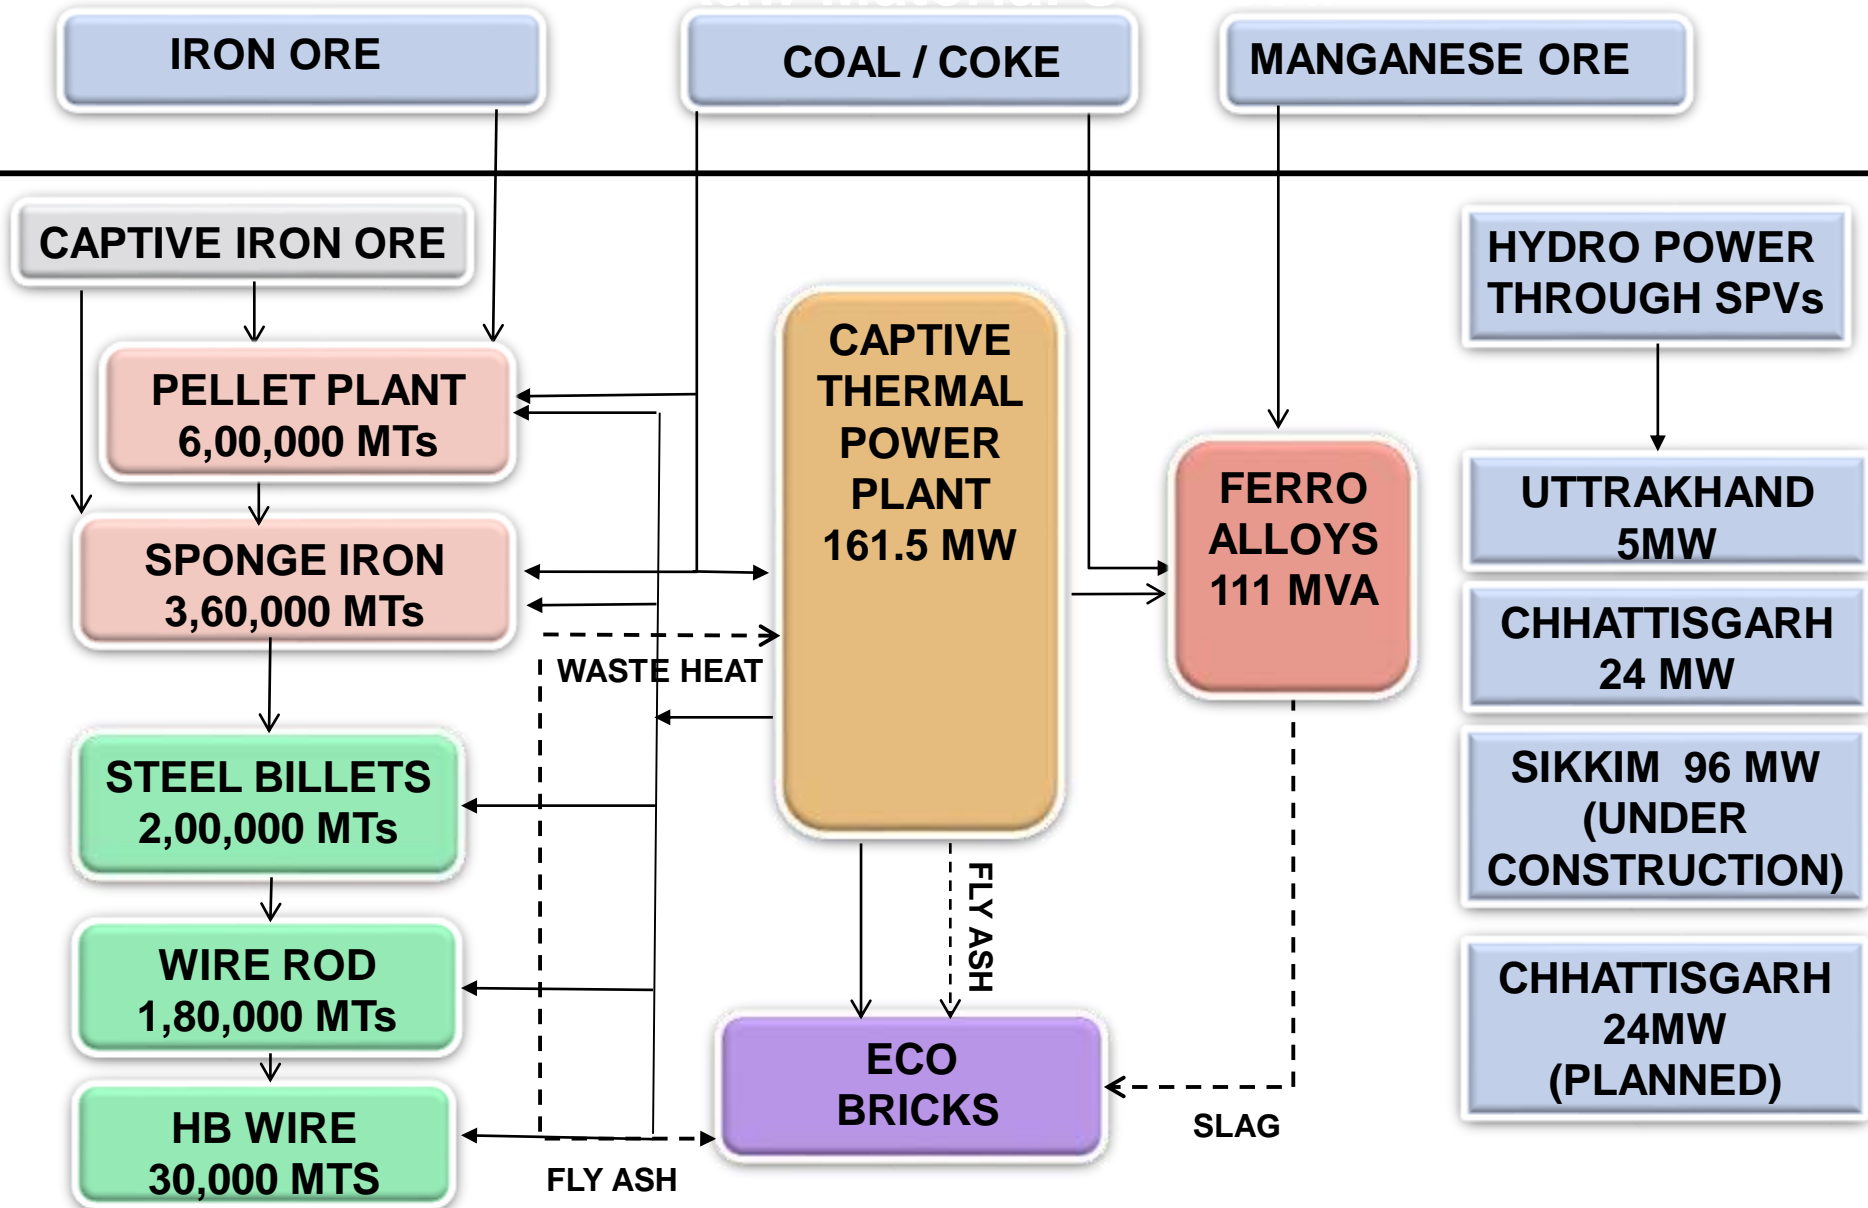 IRON ORE
COAL / COKE
MANGANESE ORE
CAPTIVE IRON ORE
PELLET PLANT
6,00,000 MTs
SPONGE IRON
3,60,000 MTs
WASTE HEAT
STEEL BILLETS
2,00,000 MTs
WIRE ROD
1,80,000 MTs
HB WIRE
30,000 MTS
FLY ASH
CAPTIVE
THERMAL
POWER
PLANT
161.5 MW
FLY ASH
ECO
BRICKS
FERRO
ALLOYS
111 MVA
SLAG
HYDRO POWER
THROUGH SPVs
UTTRAKHAND
5MW
CHHATTISGARH
24 MW
SIKKIM 96 MW
(UNDER
CONSTRUCTION)
CHHATTISGARH
24MW
(PLANNED)